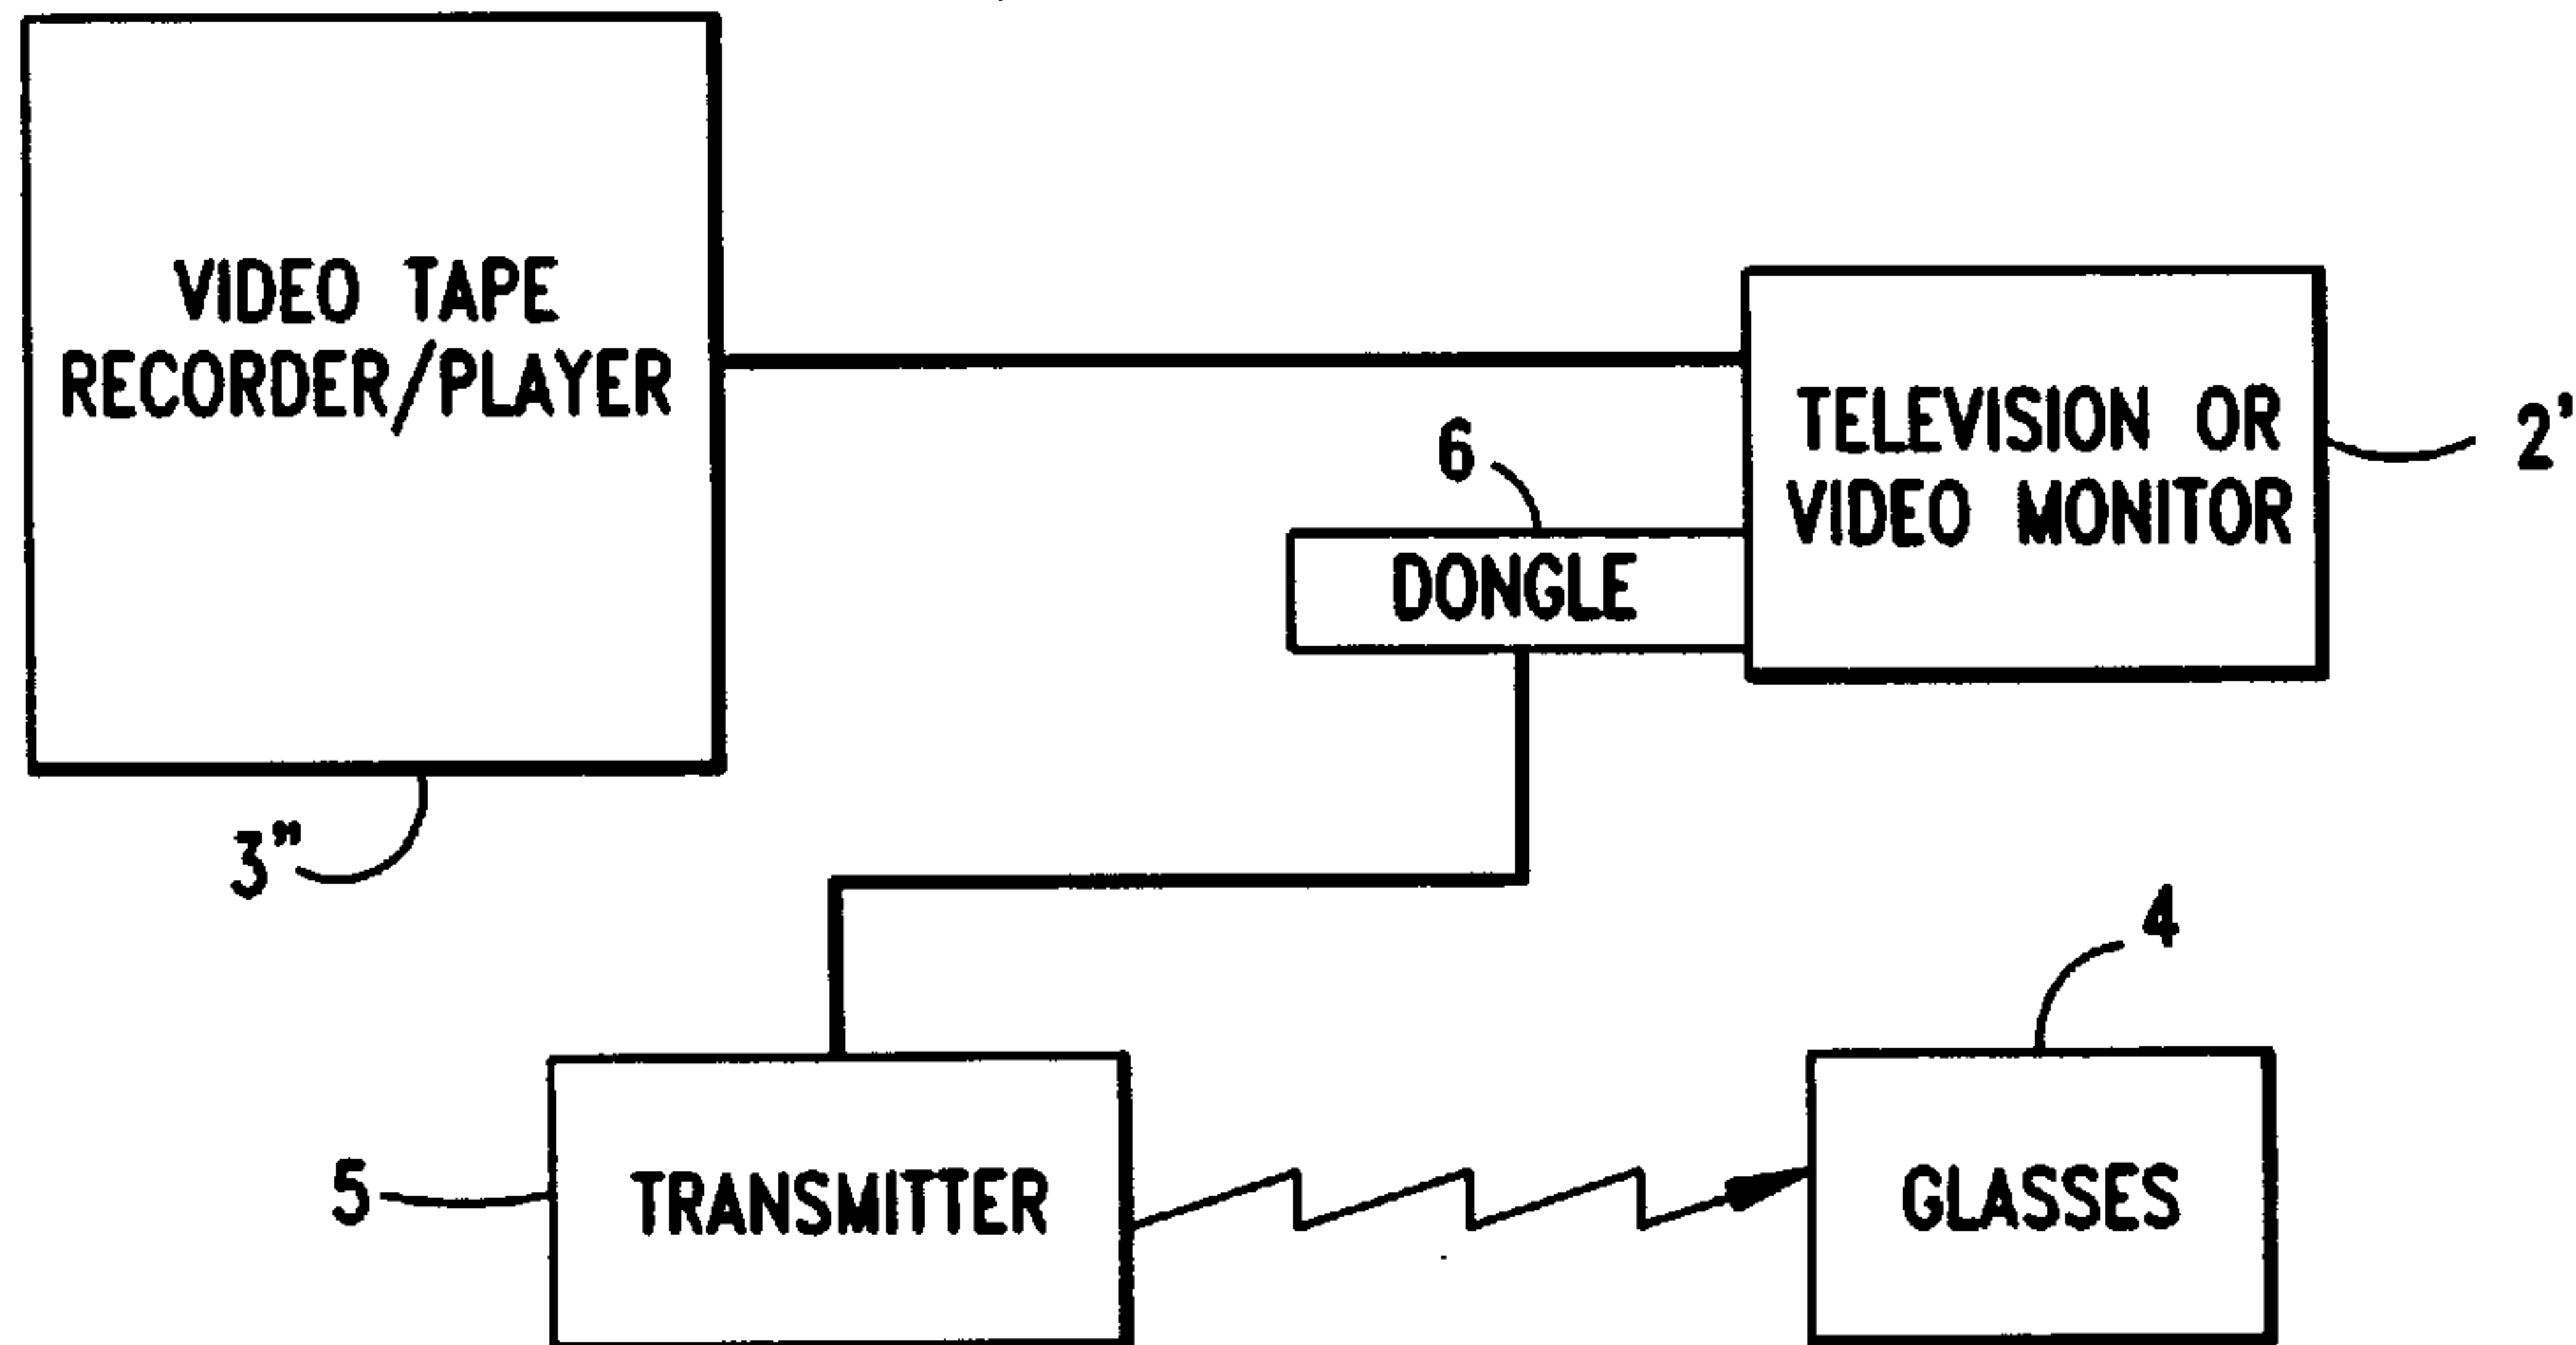 VIDEO TAPE
RECORDER/PLAYER
3"
TELEVISION OR
VIDEO MONITOR
2'
6
DONGLE
4
5
TRANSMITTER
GLASSES